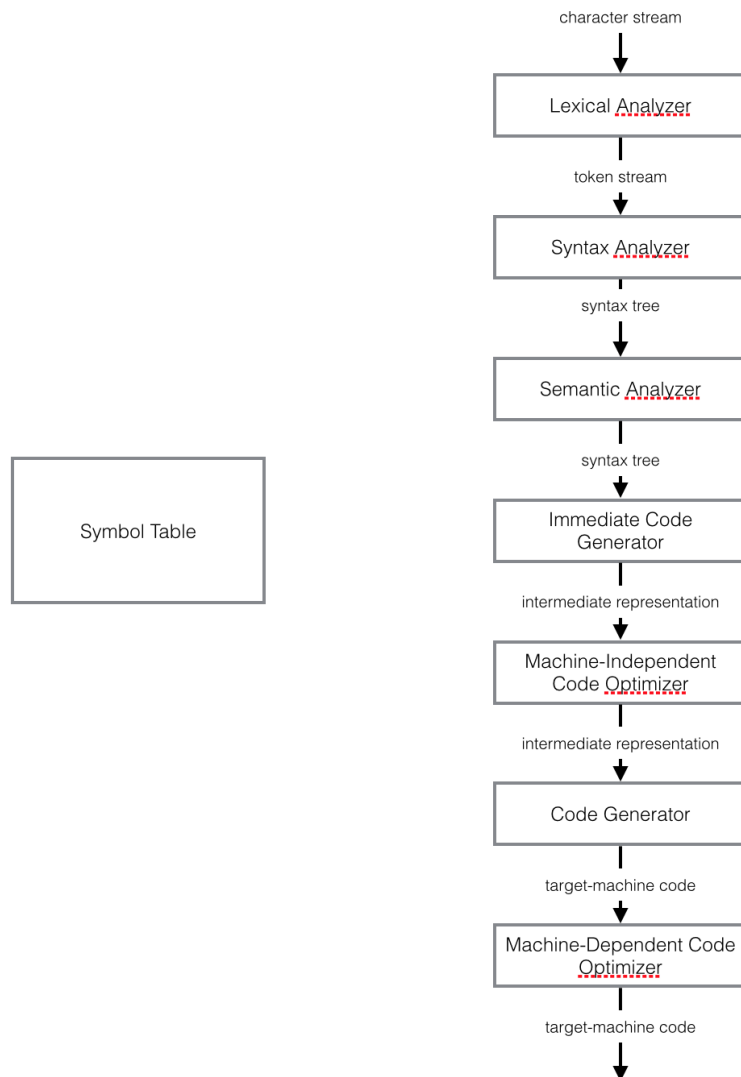 character stream
Lexical Analyzer
token stream
Syntax Analyzer
syntax tree
Semantic Analyzer
syntax tree
Symbol Table
Immediate Code
Generator
intermediate representation
Machine-Independent
Code Optimizer
intermediate representation
Code Generator
target-machine code
Machine-Dependent Code
Optimizer
target-machine code